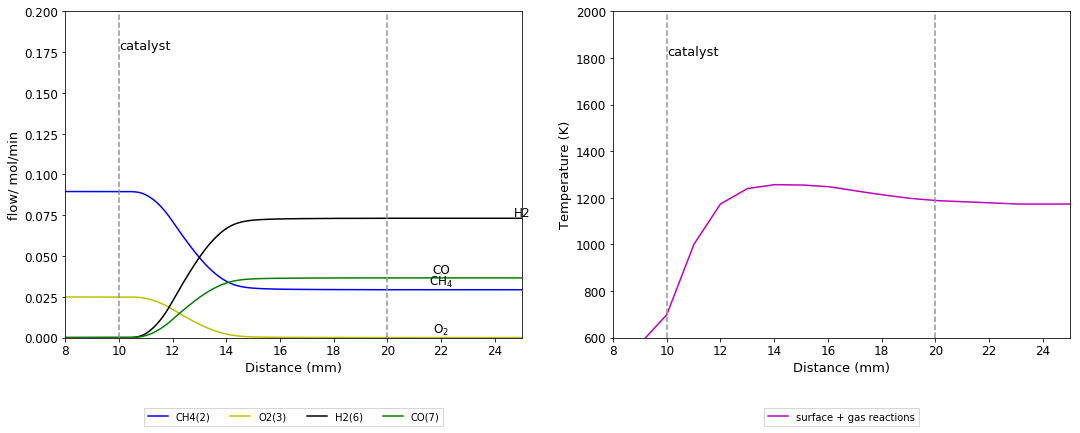 0.200
0.175
0.150
0.125
0.100
0.075
0.050
0.025
0.000
flow/ mol/min
catalyst
H2
CO
CH$_4$
O$_2$
8 10 12 14 16 18 20 22 24
Distance (mm)
CH4(2) O2(3) H2(6) CO(7)
2000
1800
1600
1400
1200
1000
800
600
Temperature (K)
catalyst
8 10 12 14 16 18 20 22 24
Distance (mm)
surface + gas reactions